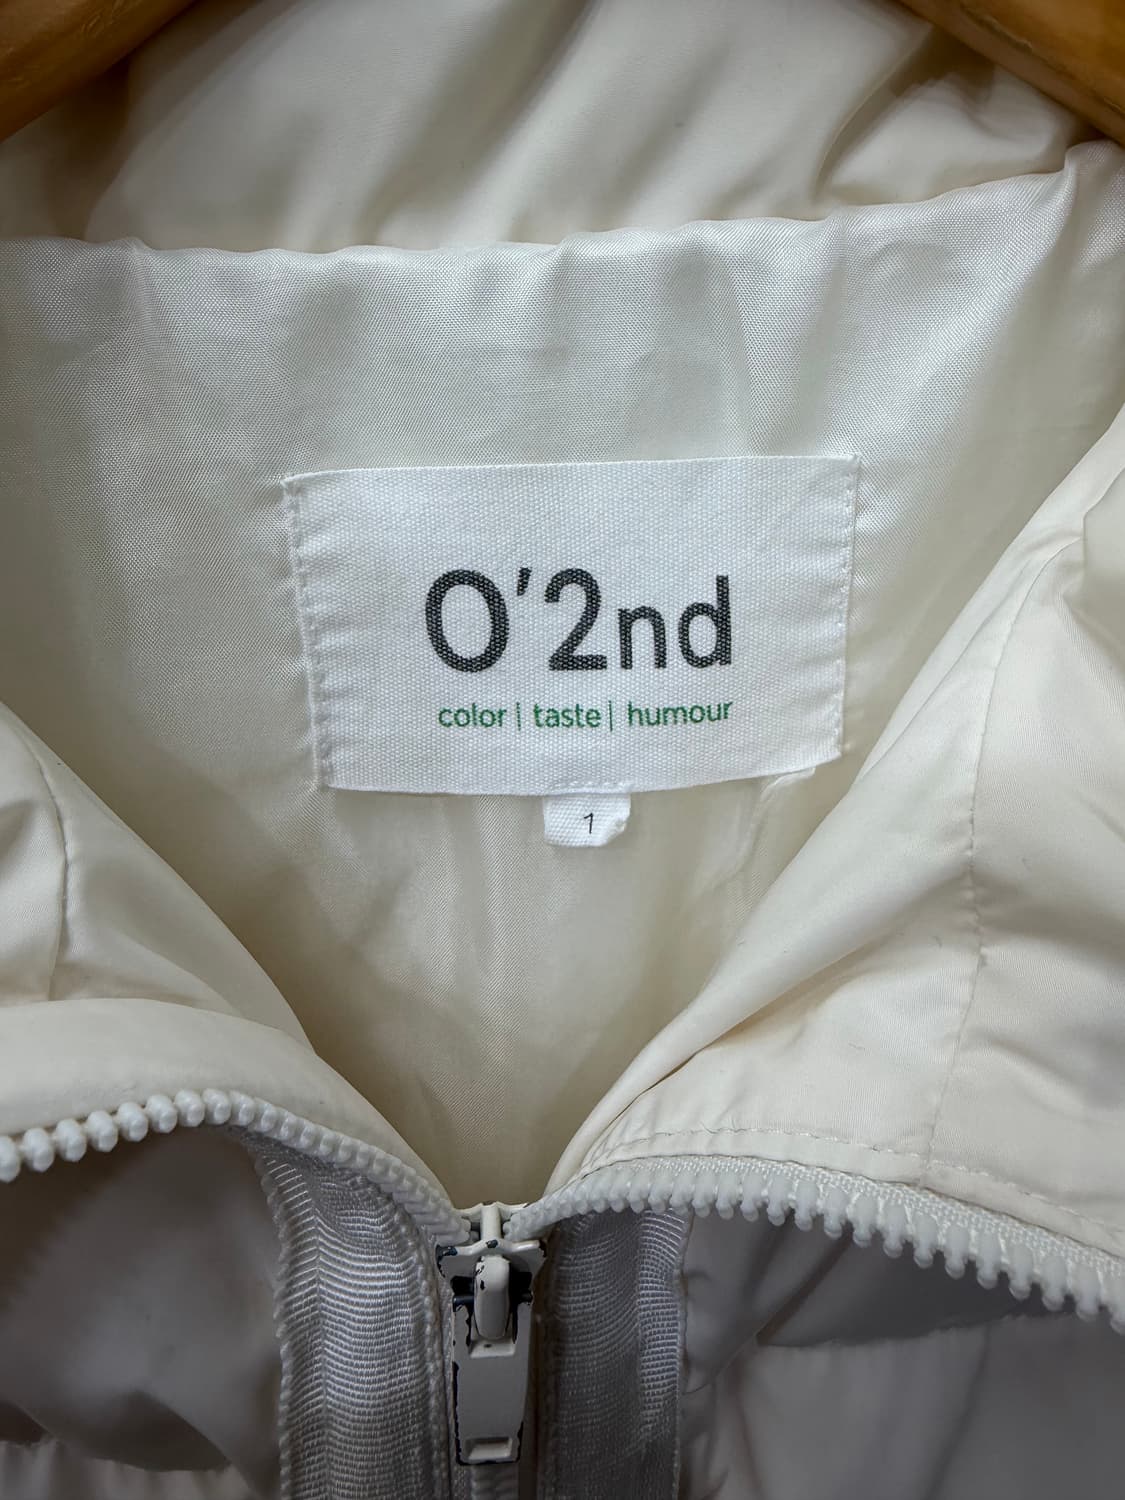 O'2nd
color | taste | humour
1